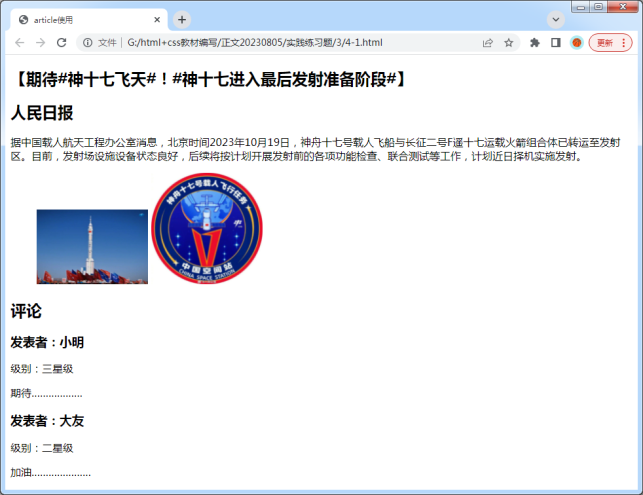 article使用
文件 | G:/html+css教材编写/正文20230805/实践练习题/3/4-1.html
更新
【期待#神十七飞天#！#神十七进入最后发射准备阶段#】
人民日报
据中国载人航天工程办公室消息，北京时间2023年10月19日，神舟十七号载人飞船与长征二号F遥十七运载火箭组合体已转运至发射
区。目前，发射场设施设备状态良好，后续将按计划开展发射前的各项功能检查、联合测试等工作，计划近日择机实施发射。
神舟十七号载人飞行任务
中国空间站
CHINA SPACE STATION
评论
发表者：小明
级别：三星级
期待..................
发表者：大友
级别：二星级
加油.....................